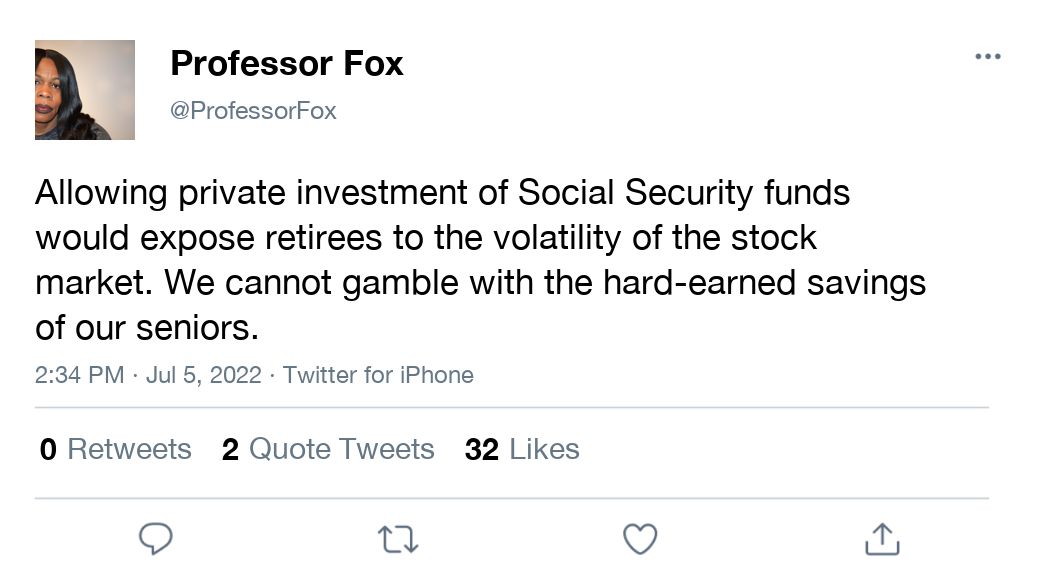 Professor Fox
@ProfessorFox
Allowing private investment of Social Security funds
would expose retirees to the volatility of the stock
market. We cannot gamble with the hard-earned savings
of our seniors.
2:34 PM · Jul 5, 2022 · Twitter for iPhone
0 Retweets 2 Quote Tweets 32 Likes